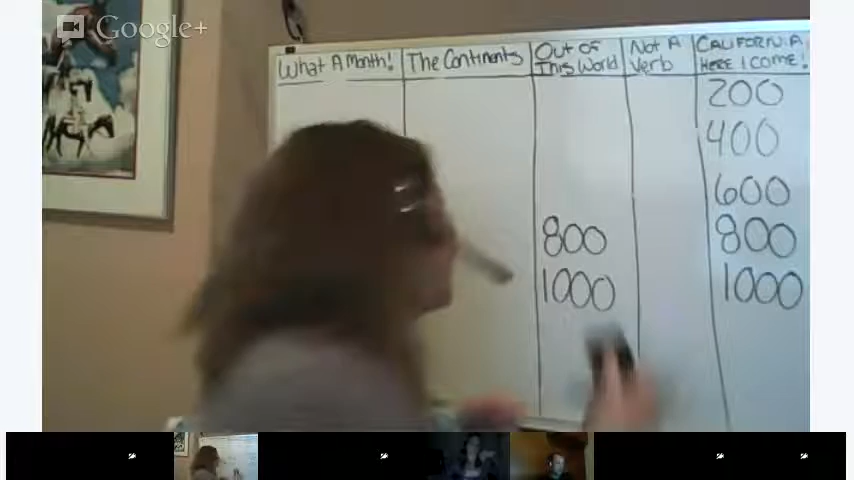 Google+
What A Month!
The Continents
Out Of
This World
Not A
Verb
CALIFORNIA
HERE I COME!
200
400
600
800
800
1000
1000